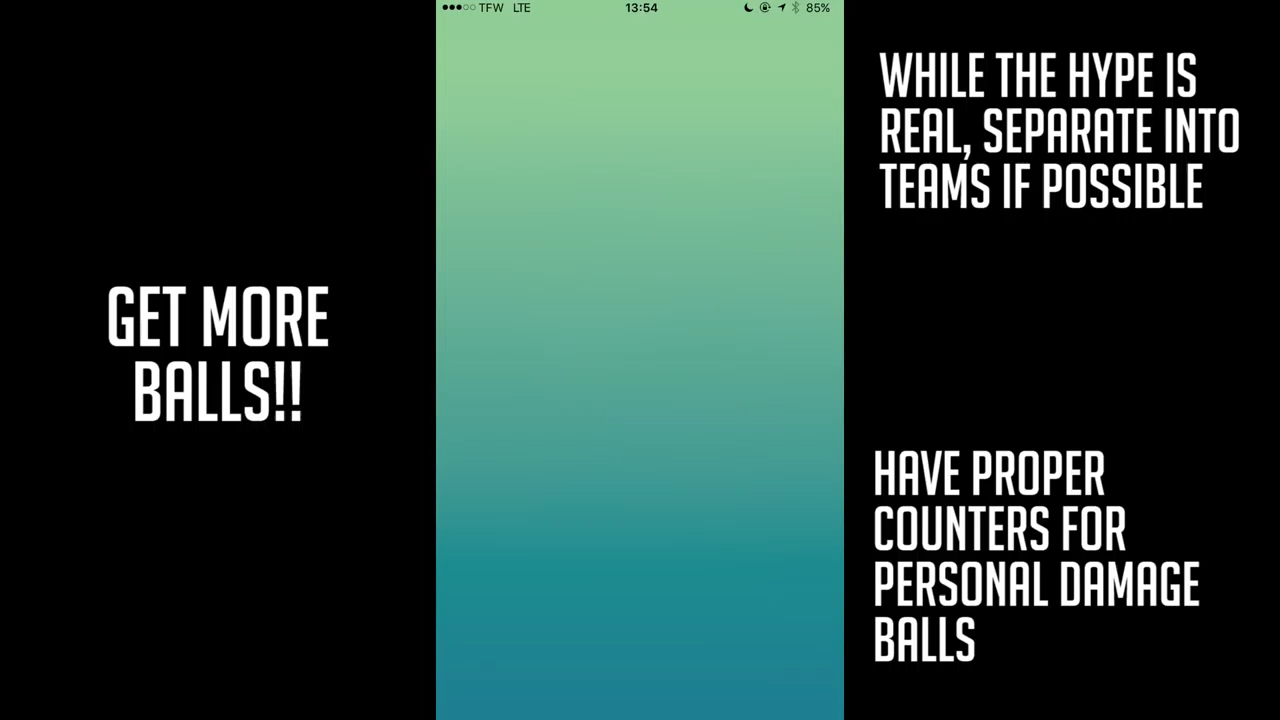 TFW LTE 13:54 85%
GET MORE
BALLS!!
WHILE THE HYPE IS
REAL, SEPARATE INTO
TEAMS IF POSSIBLE
HAVE PROPER
COUNTERS FOR
PERSONAL DAMAGE
BALLS